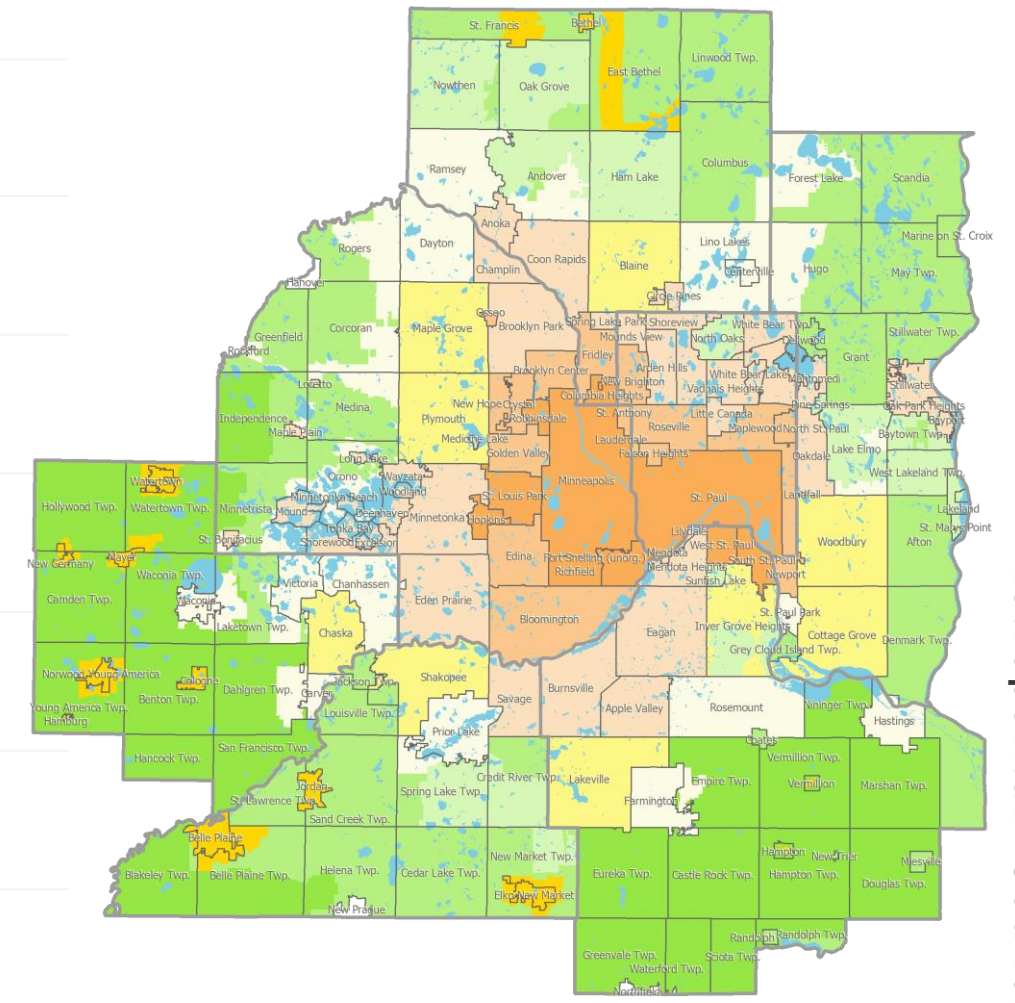 St. Francis
Bethel
East Bethel
Linwood Twp.
Nowthen
Oak Grove
Ramsey
Andover
Ham Lake
Columbus
Forest Lake
Scandia
Marine on St. Croix
Anoka
Rogers
Dayton
Champlin
Coon Rapids
Blaine
Lino Lakes
Centerville
Hugo
May Twp.
Hanover
Circle Pines
Corcoran
Maple Grove
Osseo
Brooklyn Park
Spring Lake Park
Shoreview
White Bear Twp.
Dellwood
Stillwater Twp.
Greenfield
Mounds View
North Oaks
Rockford
Fridley
Grant
Brooklyn Center
Arden Hills
White Bear Lake
Mahtomedi
Loretto
New Brighton
Vadnais Heights
Stillwater
Columbia Heights
Independence
Medina
Plymouth
New Hope
Crystal
Robbinsdale
St. Anthony
Little Canada
Pine Springs
Oak Park Heights
Bayport
Maple Plain
Roseville
Maplewood
North St. Paul
Baytown Twp.
Medicine Lake
Lauderdale
Golden Valley
Falcon Heights
Oakdale
Lake Elmo
Long Lake
Orono
Wayzata
Woodland
West Lakeland Twp.
Watertown
Minneapolis
Hollywood Twp.
Watertown Twp.
Minnetrista
Mound
Minnetonka Beach
Deephaven
St. Louis Park
St. Paul
Landfall
Lakeland
Tonka Bay
Minnetonka
Hopkins
St. Marys Point
St. Bonifacius
Shorewood
Excelsior
Lilydale
West St. Paul
Woodbury
Afton
New Germany
Mayer
Edina
Fort Snelling (unorg.)
Mendota
South St. Paul
Waconia Twp.
Richfield
Mendota Heights
Newport
Victoria
Chanhassen
Sunfish Lake
Camden Twp.
Waconia
Eden Prairie
St. Paul Park
Laketown Twp.
Chaska
Bloomington
Eagan
Inver Grove Heights
Cottage Grove
Denmark Twp.
Grey Cloud Island Twp.
Norwood Young America
Cologne
Shakopee
Jackson Twp.
Dahlgren Twp.
Carver
Burnsville
Benton Twp.
Savage
Young America Twp.
Apple Valley
Rosemount
Nininger Twp.
Hamburg
Louisville Twp.
Hastings
Prior Lake
San Francisco Twp.
Coates
Hancock Twp.
Vermillion Twp.
Credit River Twp.
Lakeville
Empire Twp.
Vermillion
Marshan Twp.
Jordan
Spring Lake Twp.
St. Lawrence Twp.
Farmington
Sand Creek Twp.
Belle Plaine
New Market Twp.
Hampton
New Trier
Miesville
Blakeley Twp.
Belle Plaine Twp.
Helena Twp.
Cedar Lake Twp.
Eureka Twp.
Castle Rock Twp.
Hampton Twp.
Douglas Twp.
Elko New Market
New Prague
Randolph
Randolph Twp.
Greenvale Twp.
Sciota Twp.
Waterford Twp.
Northfield